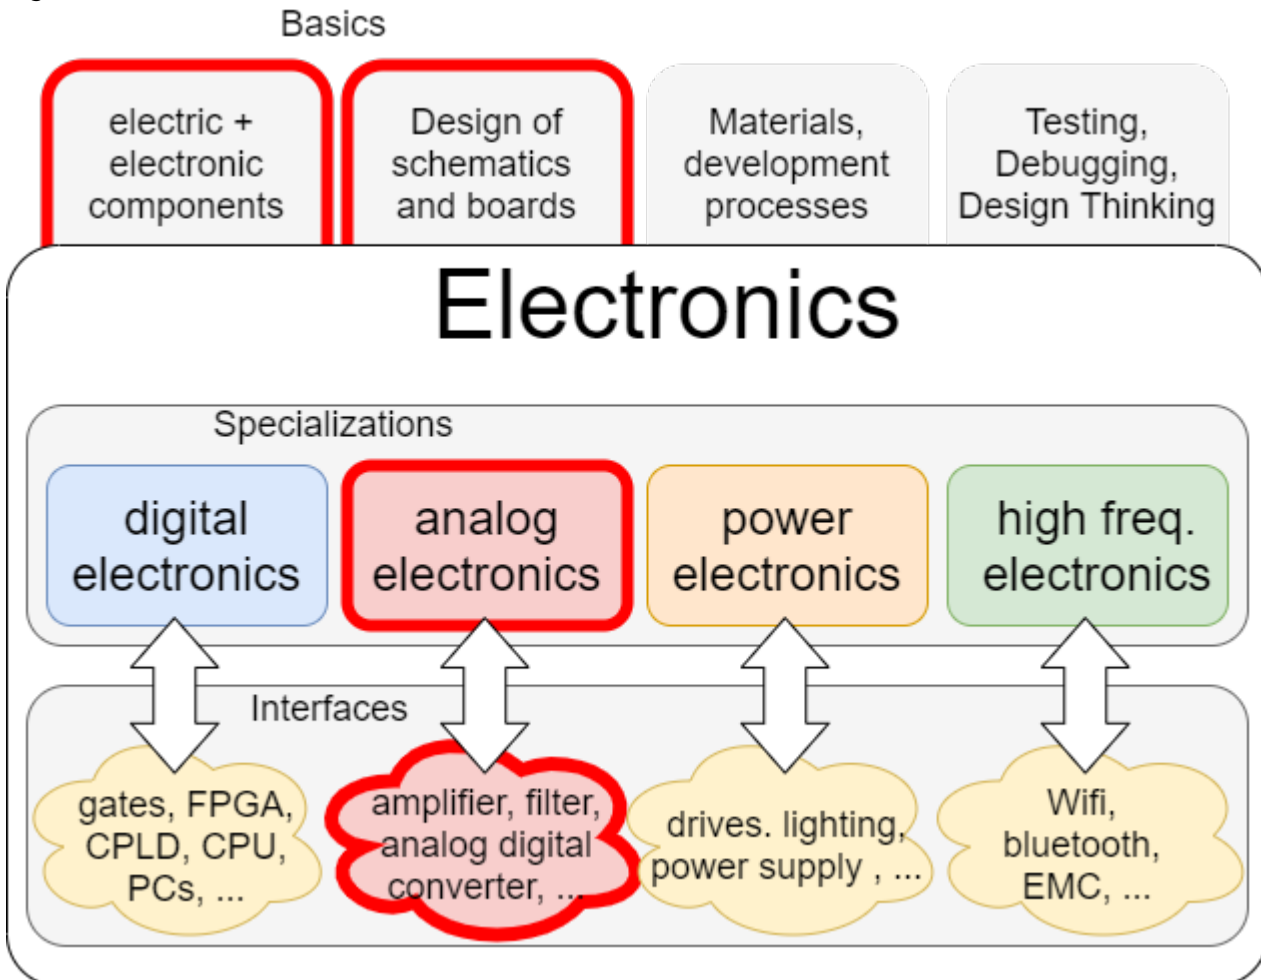 Basics
electric +
electronic
components
Design of
schematics
and boards
Materials,
development
processes
Testing,
Debugging,
Design Thinking
Electronics
Specializations
digital
electronics
analog
electronics
power
electronics
high freq.
electronics
Interfaces
gates, FPGA,
CPLD, CPU,
PCs, ...
amplifier, filter,
analog digital
converter, ...
drives. lighting,
power supply , ...
Wifi,
bluetooth,
EMC, ...